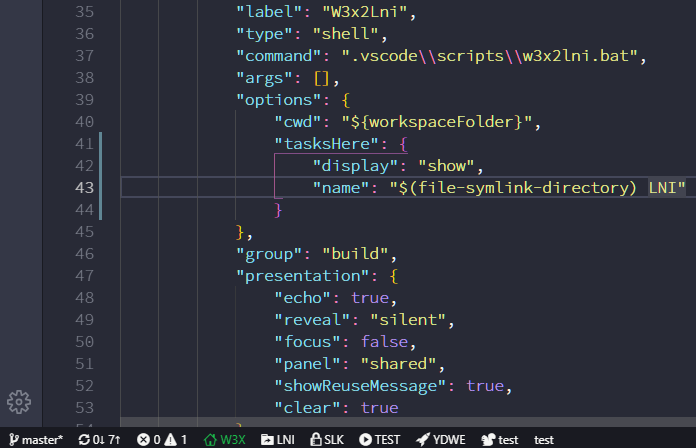 35 "label": "W3x2Lni",
36 "type": "shell",
37 "command": ".vscode\\scripts\\w3x2lni.bat",
38 "args": [],
39 "options": {
40 "cwd": "${workspaceFolder}",
41 "tasksHere": {
42 "display": "show",
43 "name": "$(file-symlink-directory) LNI"
44 }
45 },
46 "group": "build",
47 "presentation": {
48 "echo": true,
49 "reveal": "silent",
50 "focus": false,
51 "panel": "shared",
52 "showReuseMessage": true,
53 "clear": true
master* 0↓ 7↑ 0 1 W3X LNI SLK TEST YDWE test test